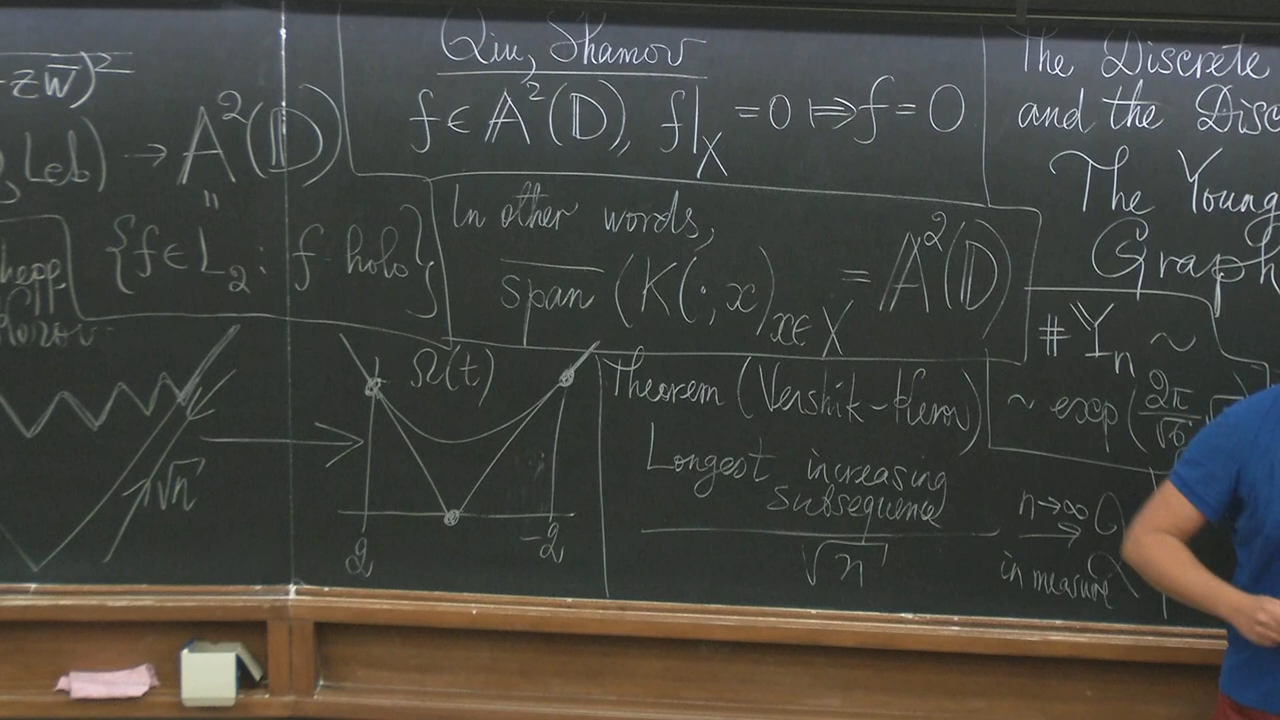 zw̅)²
, Leb) → A²(𝔻)
"
{f ∈ L₂ : f holo}
√n
Qiu, Shamov
f ∈ A²(𝔻), f|_X = 0 ⟹ f = 0
In other words,
span (K(·, x)_{x∈X} = A²(𝔻)
Ω(t)
2
-2
Theorem (Vershik-Kerov)
Longest increasing
subsequence
√n
n→∞
⇒
in measure
The Discrete
and the
The Young
Graph
# Y_n ~
~ exp(2π/√6